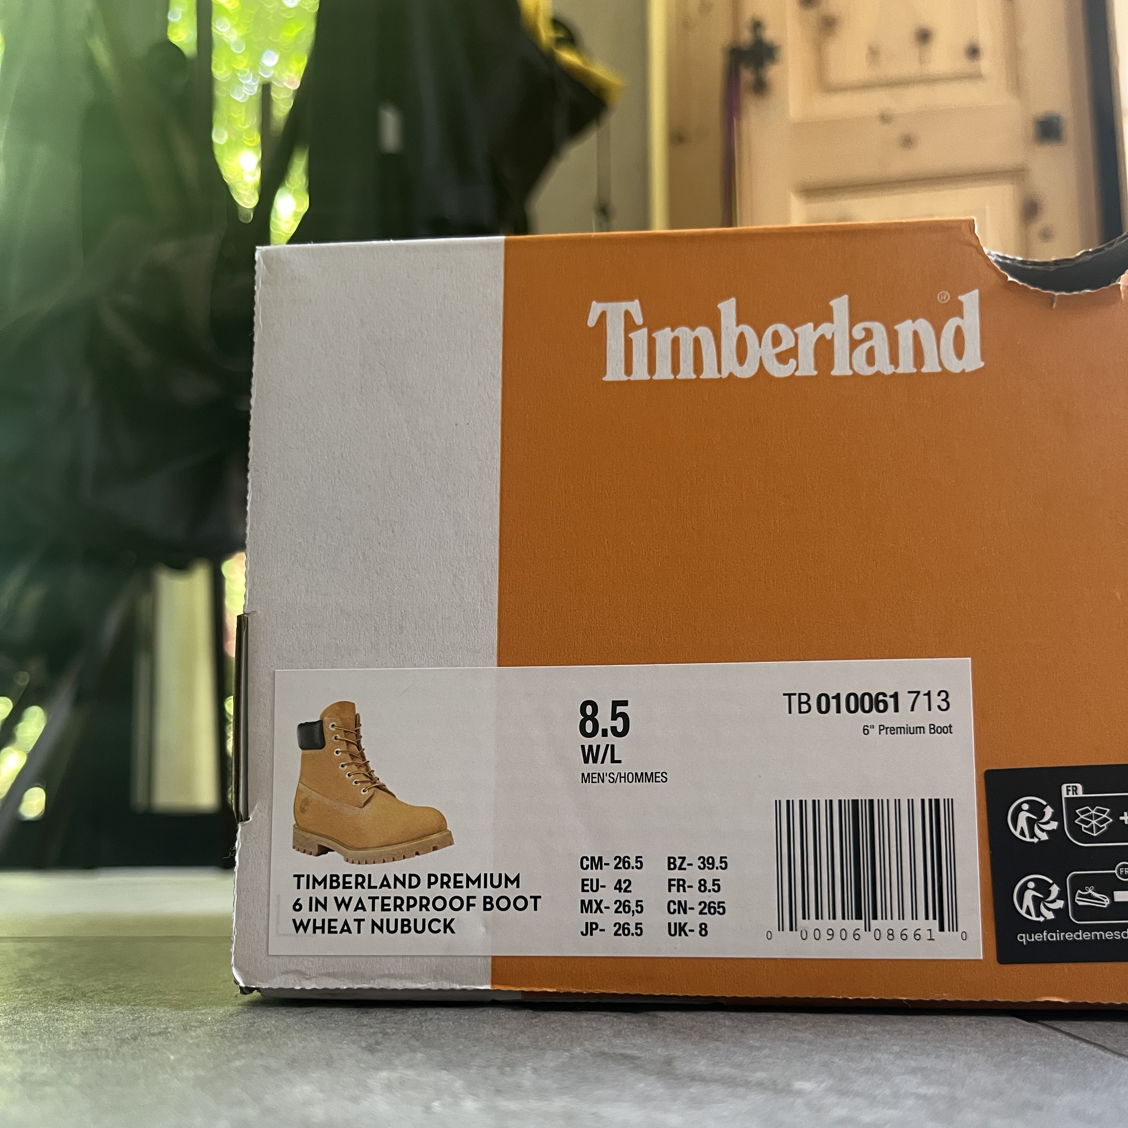 Timberland®
8.5
W/L
MEN'S/HOMMES
TB 010061 713
6" Premium Boot
TIMBERLAND PREMIUM
6 IN WATERPROOF BOOT
WHEAT NUBUCK
CM- 26.5 BZ- 39.5
EU- 42 FR- 8.5
MX- 26,5 CN- 265
JP- 26.5 UK- 8
0 00906 08661 0
FR
+
FR
quefairedemesd